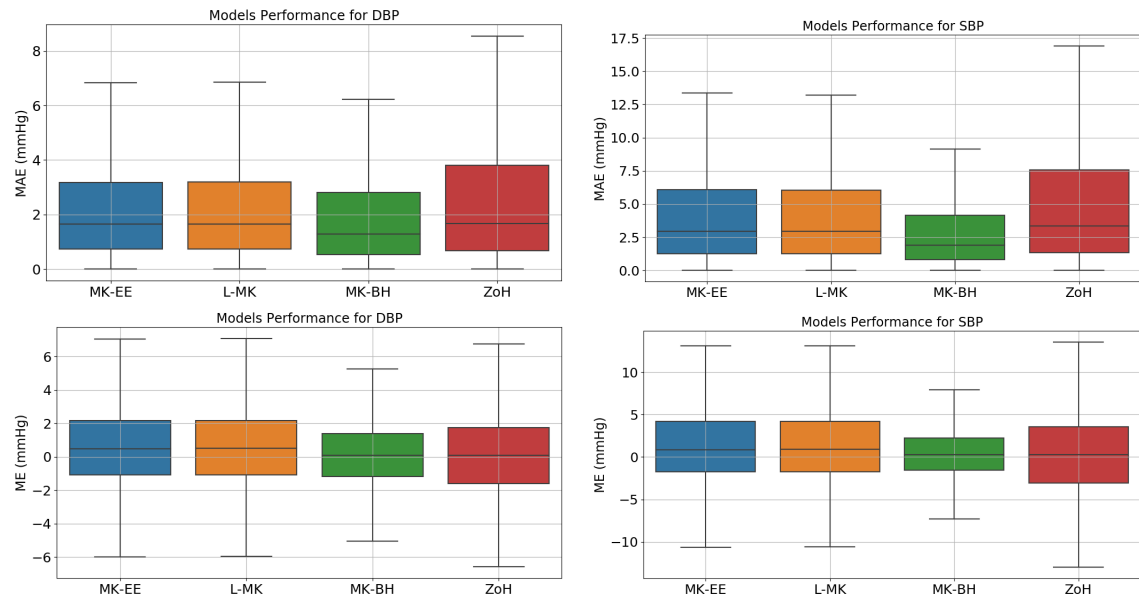 Models Performance for DBP
MAE (mmHg)
8
6
4
2
0
MK-EE L-MK MK-BH ZoH
Models Performance for SBP
MAE (mmHg)
17.5
15.0
12.5
10.0
7.5
5.0
2.5
0.0
MK-EE L-MK MK-BH ZoH
Models Performance for DBP
ME (mmHg)
6
4
2
0
−2
−4
−6
MK-EE L-MK MK-BH ZoH
Models Performance for SBP
ME (mmHg)
10
5
0
−5
−10
MK-EE L-MK MK-BH ZoH